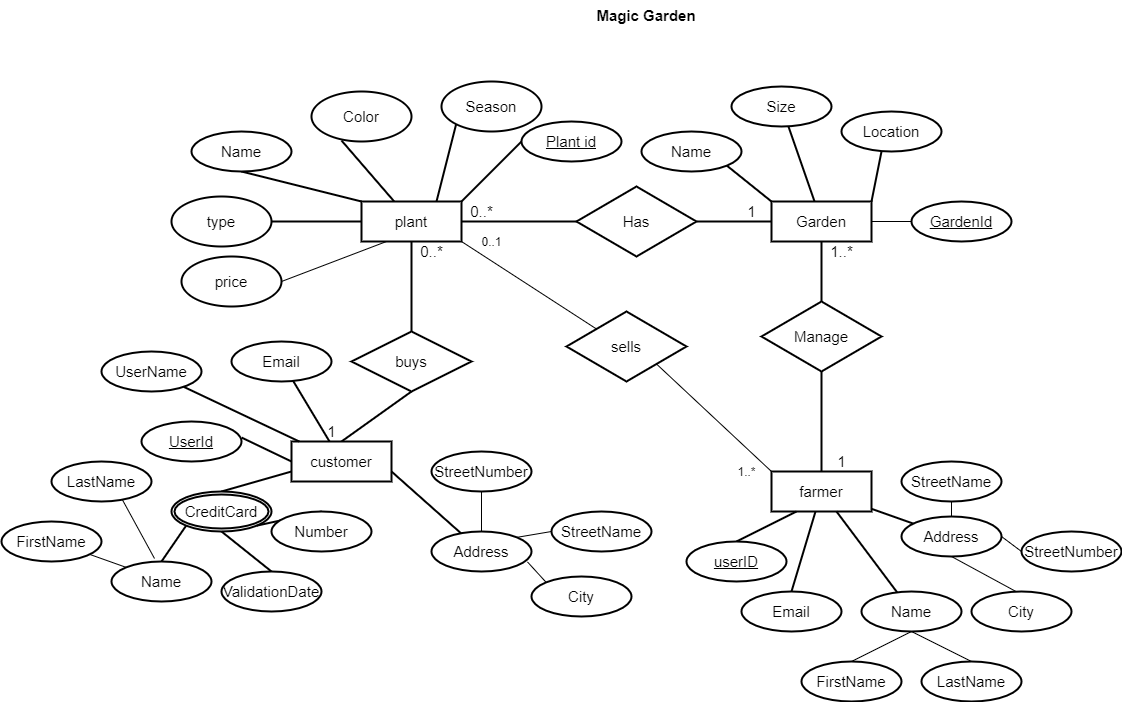 Magic Garden
Season
Size
Color
Plant id
Location
Name
Name
type
plant
0..*
Has
1
Garden
GardenId
0..*
0..1
1..*
price
Manage
sells
Email
buys
UserName
1
UserId
customer
1
StreetNumber
1..*
LastName
StreetName
farmer
CreditCard
Number
StreetName
FirstName
Address
Address
StreetNumber
userID
Name
ValidationDate
City
Email
Name
City
FirstName
LastName